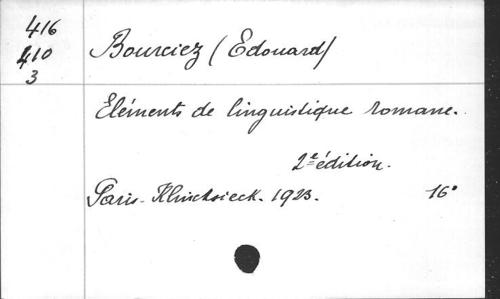 416
410
3
Bourciez (Edouard)
Eléments de linguistique romane.
2e édition.
Paris - Klincksieck. 1923. 16°